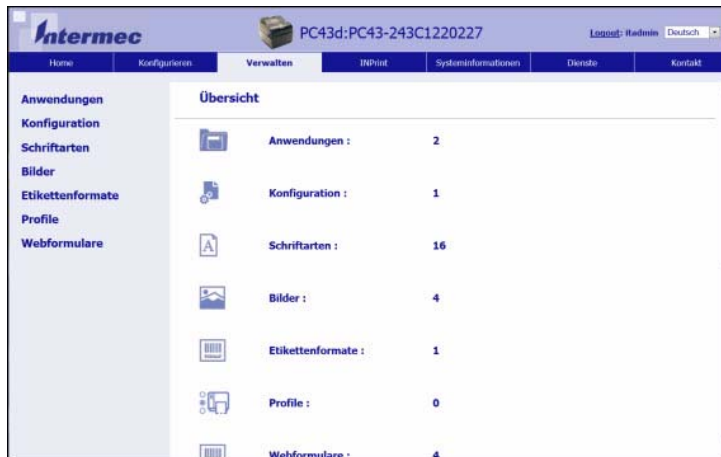 Intermec PC43d:PC43-243C1220227 Logout: itadmin Deutsch
Home Konfigurieren Verwalten INPrint Systeminformationen Dienste Kontakt
Anwendungen
Konfiguration
Schriftarten
Bilder
Etikettenformate
Profile
Webformulare
Übersicht
Anwendungen : 2
Konfiguration : 1
Schriftarten : 16
Bilder : 4
Etikettenformate : 1
Profile : 0
Webformulare : 4